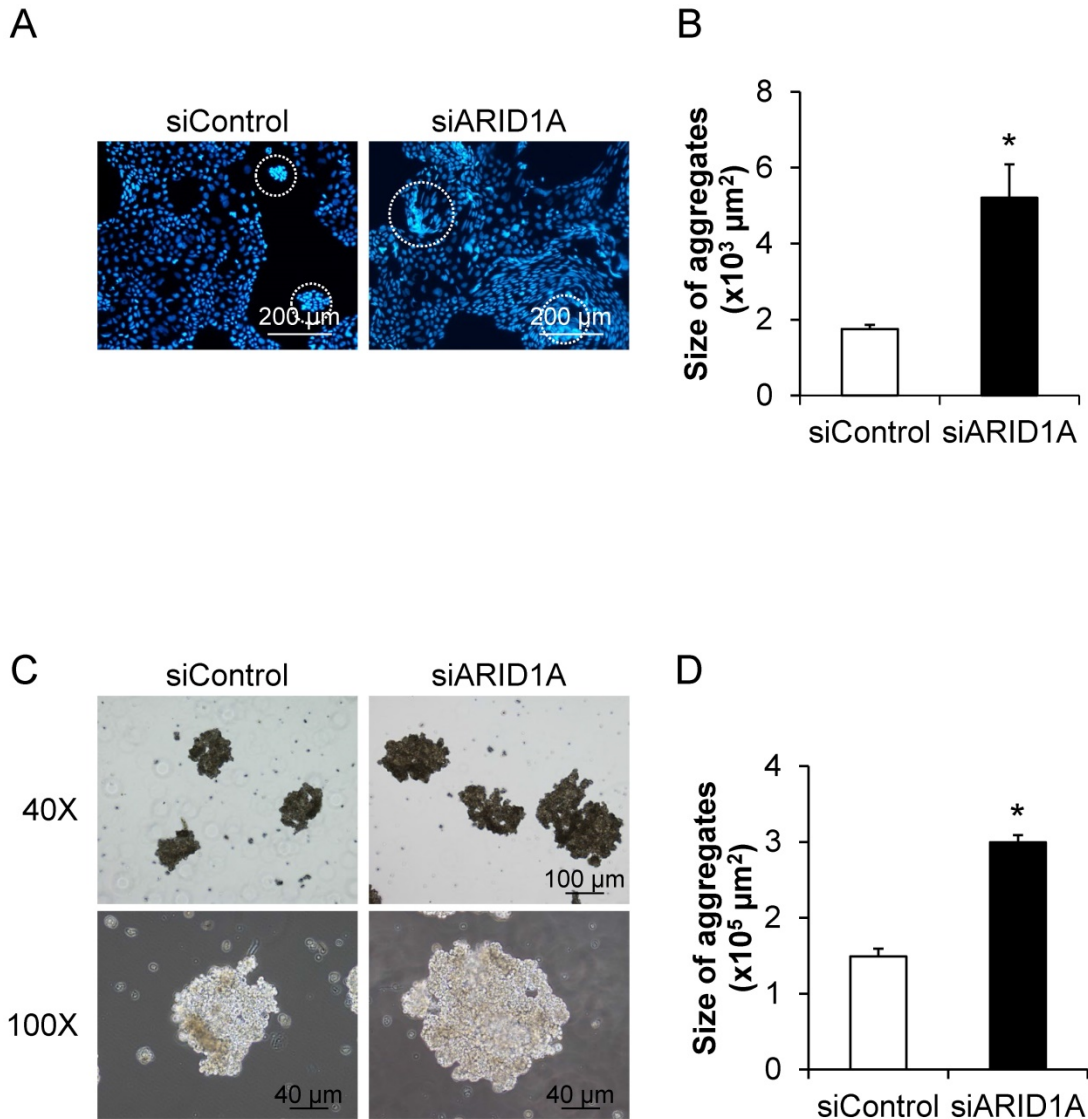 A
siControl
siARID1A
200 µm
200 µm
B
Size of aggregates
(x10³ µm²)
8
6
4
2
0
*
siControl
siARID1A
C
siControl
siARID1A
40X
100 µm
100X
40 µm
40 µm
D
Size of aggregates
(x10⁵ µm²)
4
3
2
1
0
*
siControl
siARID1A